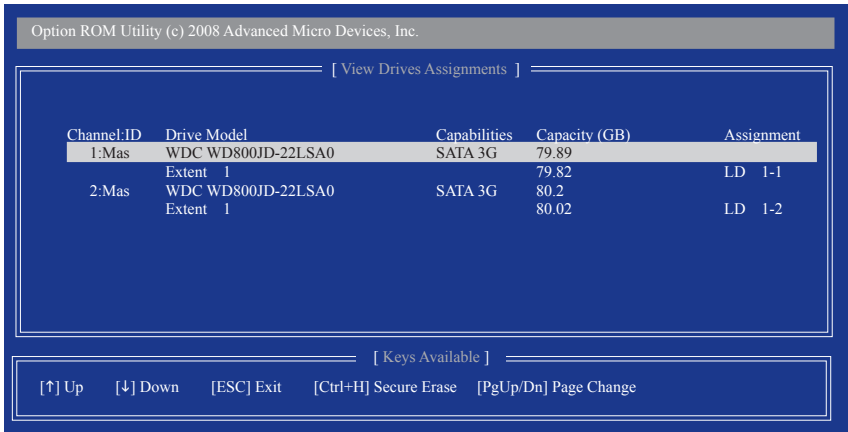 Option ROM Utility (c) 2008 Advanced Micro Devices, Inc.
[ View Drives Assignments ]
Channel:ID Drive Model Capabilities Capacity (GB) Assignment
1:Mas WDC WD800JD-22LSA0 SATA 3G 79.89
Extent 1 79.82 LD 1-1
2:Mas WDC WD800JD-22LSA0 SATA 3G 80.2
Extent 1 80.02 LD 1-2
[ Keys Available ]
[↑] Up [↓] Down [ESC] Exit [Ctrl+H] Secure Erase [PgUp/Dn] Page Change